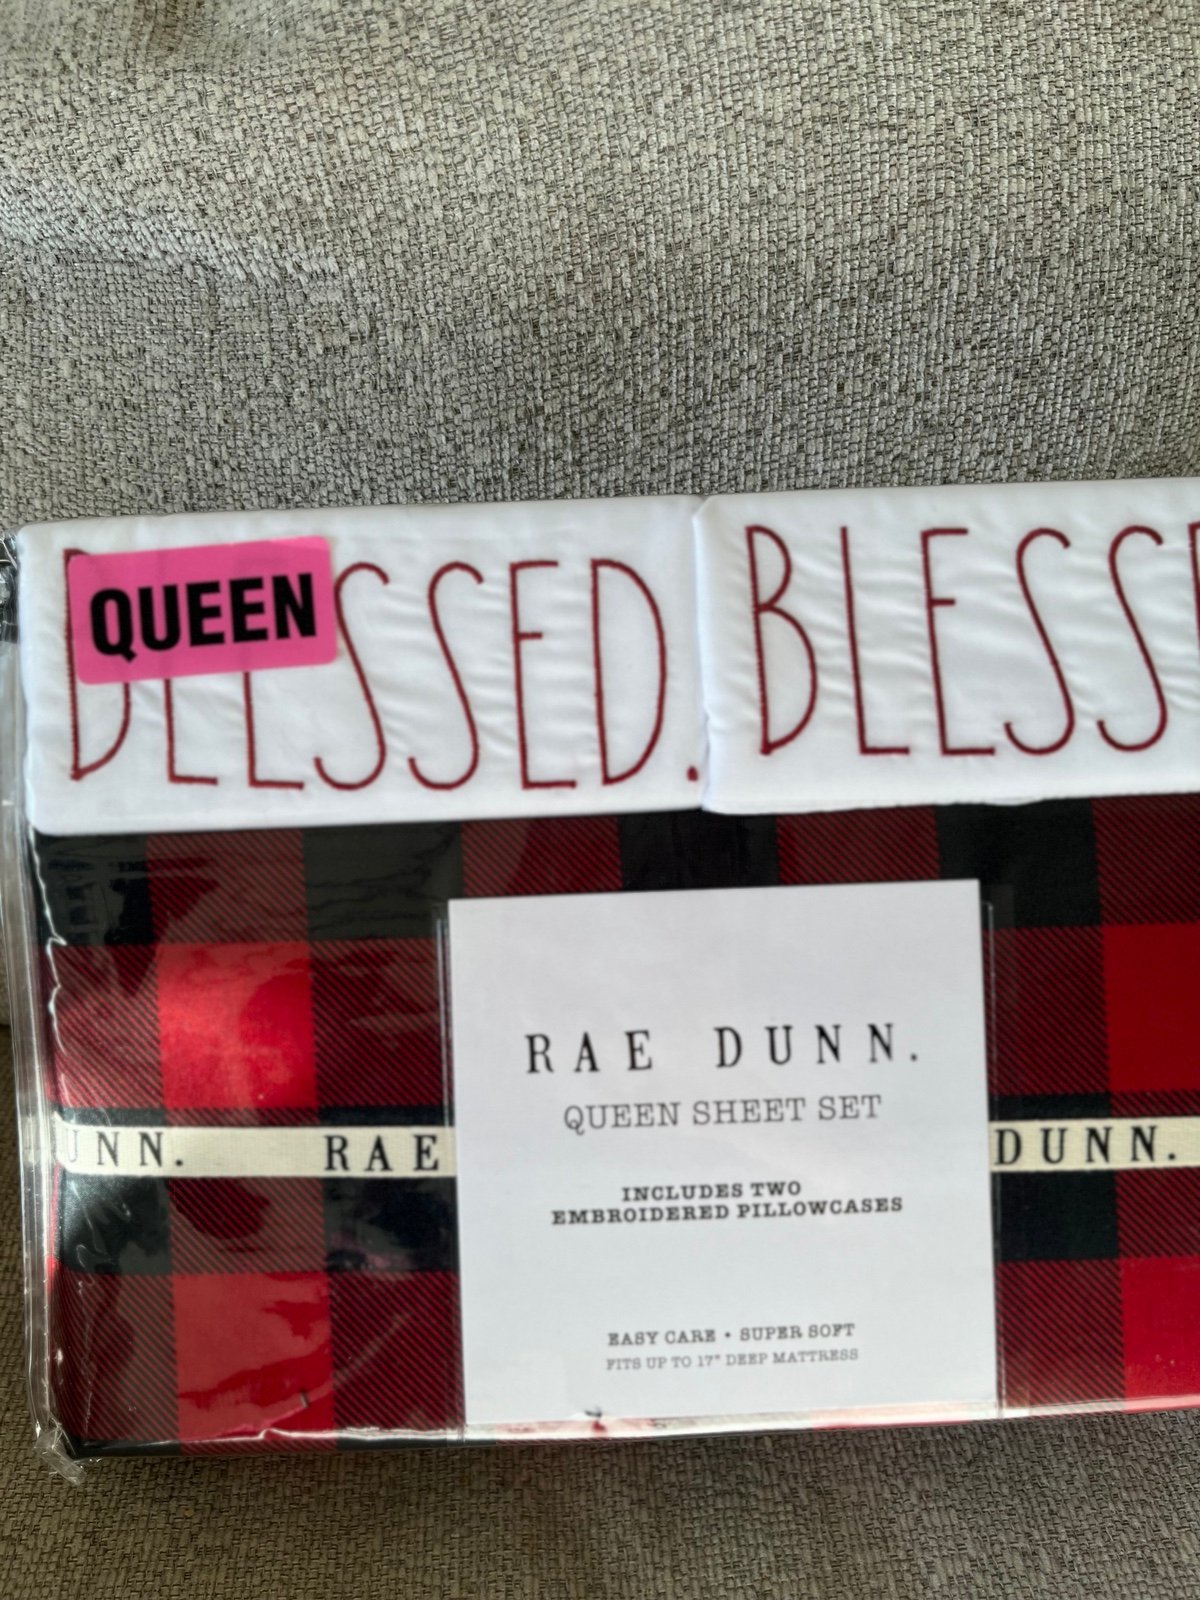 QUEEN
BLESSED.
BLESSE
RAE DUNN.
QUEEN SHEET SET
UNN. RAE
DUNN.
INCLUDES TWO
EMBROIDERED PILLOWCASES
EASY CARE • SUPER SOFT
FITS UP TO 17" DEEP MATTRESS